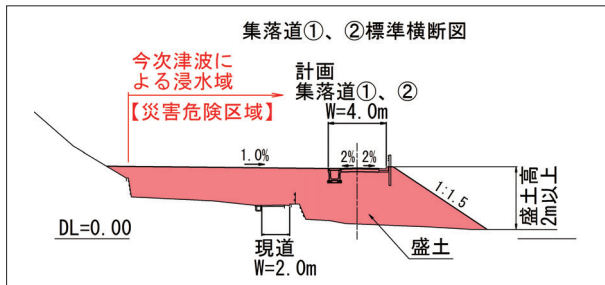 集落道①、②標準横断図
今次津波に
よる浸水域
【災害危険区域】
計画
集落道①、②
W=4.0m
1.0%
2%
2%
1:1.5
盛土高
2m以上
DL=0.00
現道
W=2.0m
盛土